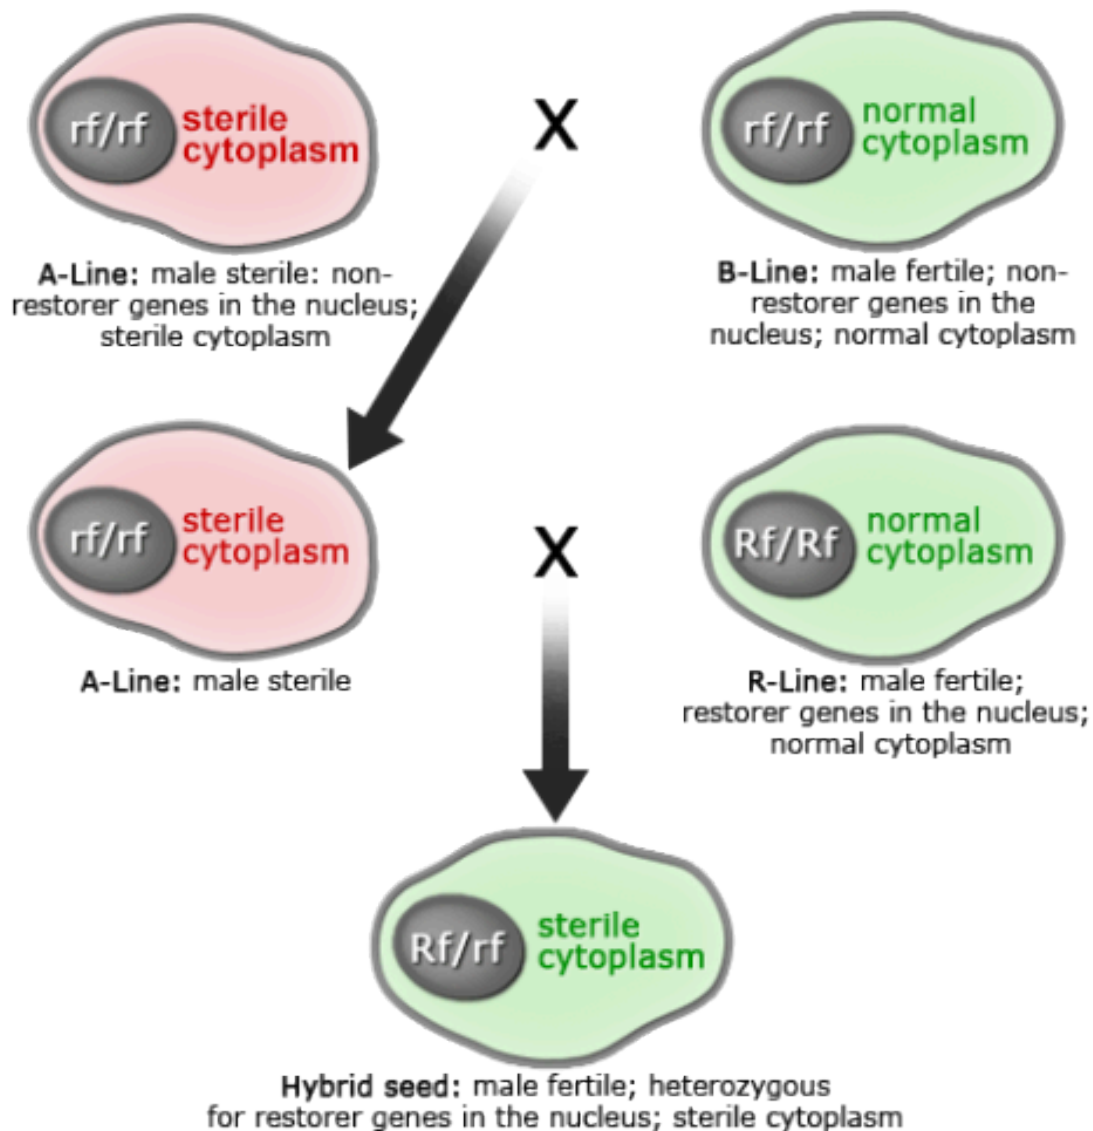 rf/rf
sterile
cytoplasm
X
rf/rf
normal
cytoplasm
A-Line: male sterile: non-
restorer genes in the nucleus;
sterile cytoplasm
B-Line: male fertile; non-
restorer genes in the
nucleus; normal cytoplasm
rf/rf
sterile
cytoplasm
X
Rf/Rf
normal
cytoplasm
A-Line: male sterile
R-Line: male fertile;
restorer genes in the nucleus;
normal cytoplasm
Rf/rf
sterile
cytoplasm
Hybrid seed: male fertile; heterozygous
for restorer genes in the nucleus; sterile cytoplasm